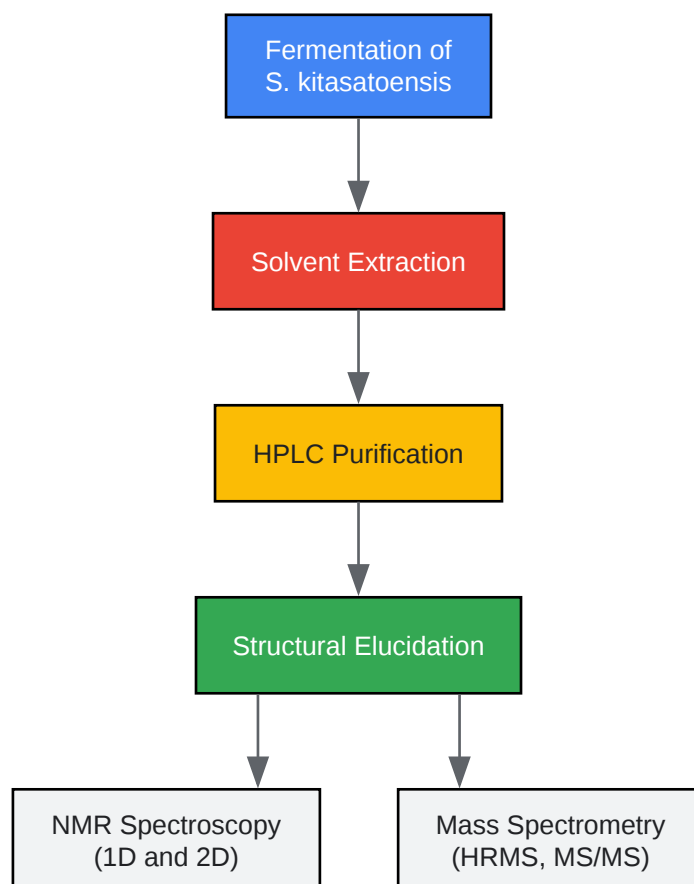 Fermentation of
S. kitasatoensis
Solvent Extraction
HPLC Purification
Structural Elucidation
NMR Spectroscopy
(1D and 2D)
Mass Spectrometry
(HRMS, MS/MS)